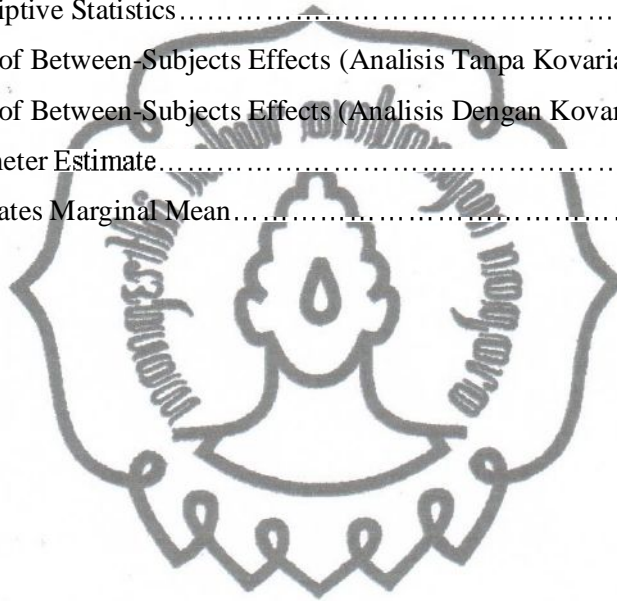 iptive Statistics……………………………………
of Between-Subjects Effects (Analisis Tanpa Kovaria
of Between-Subjects Effects (Analisis Dengan Kovar
neter Estimate……………………………………
ates Marginal Mean………………………………